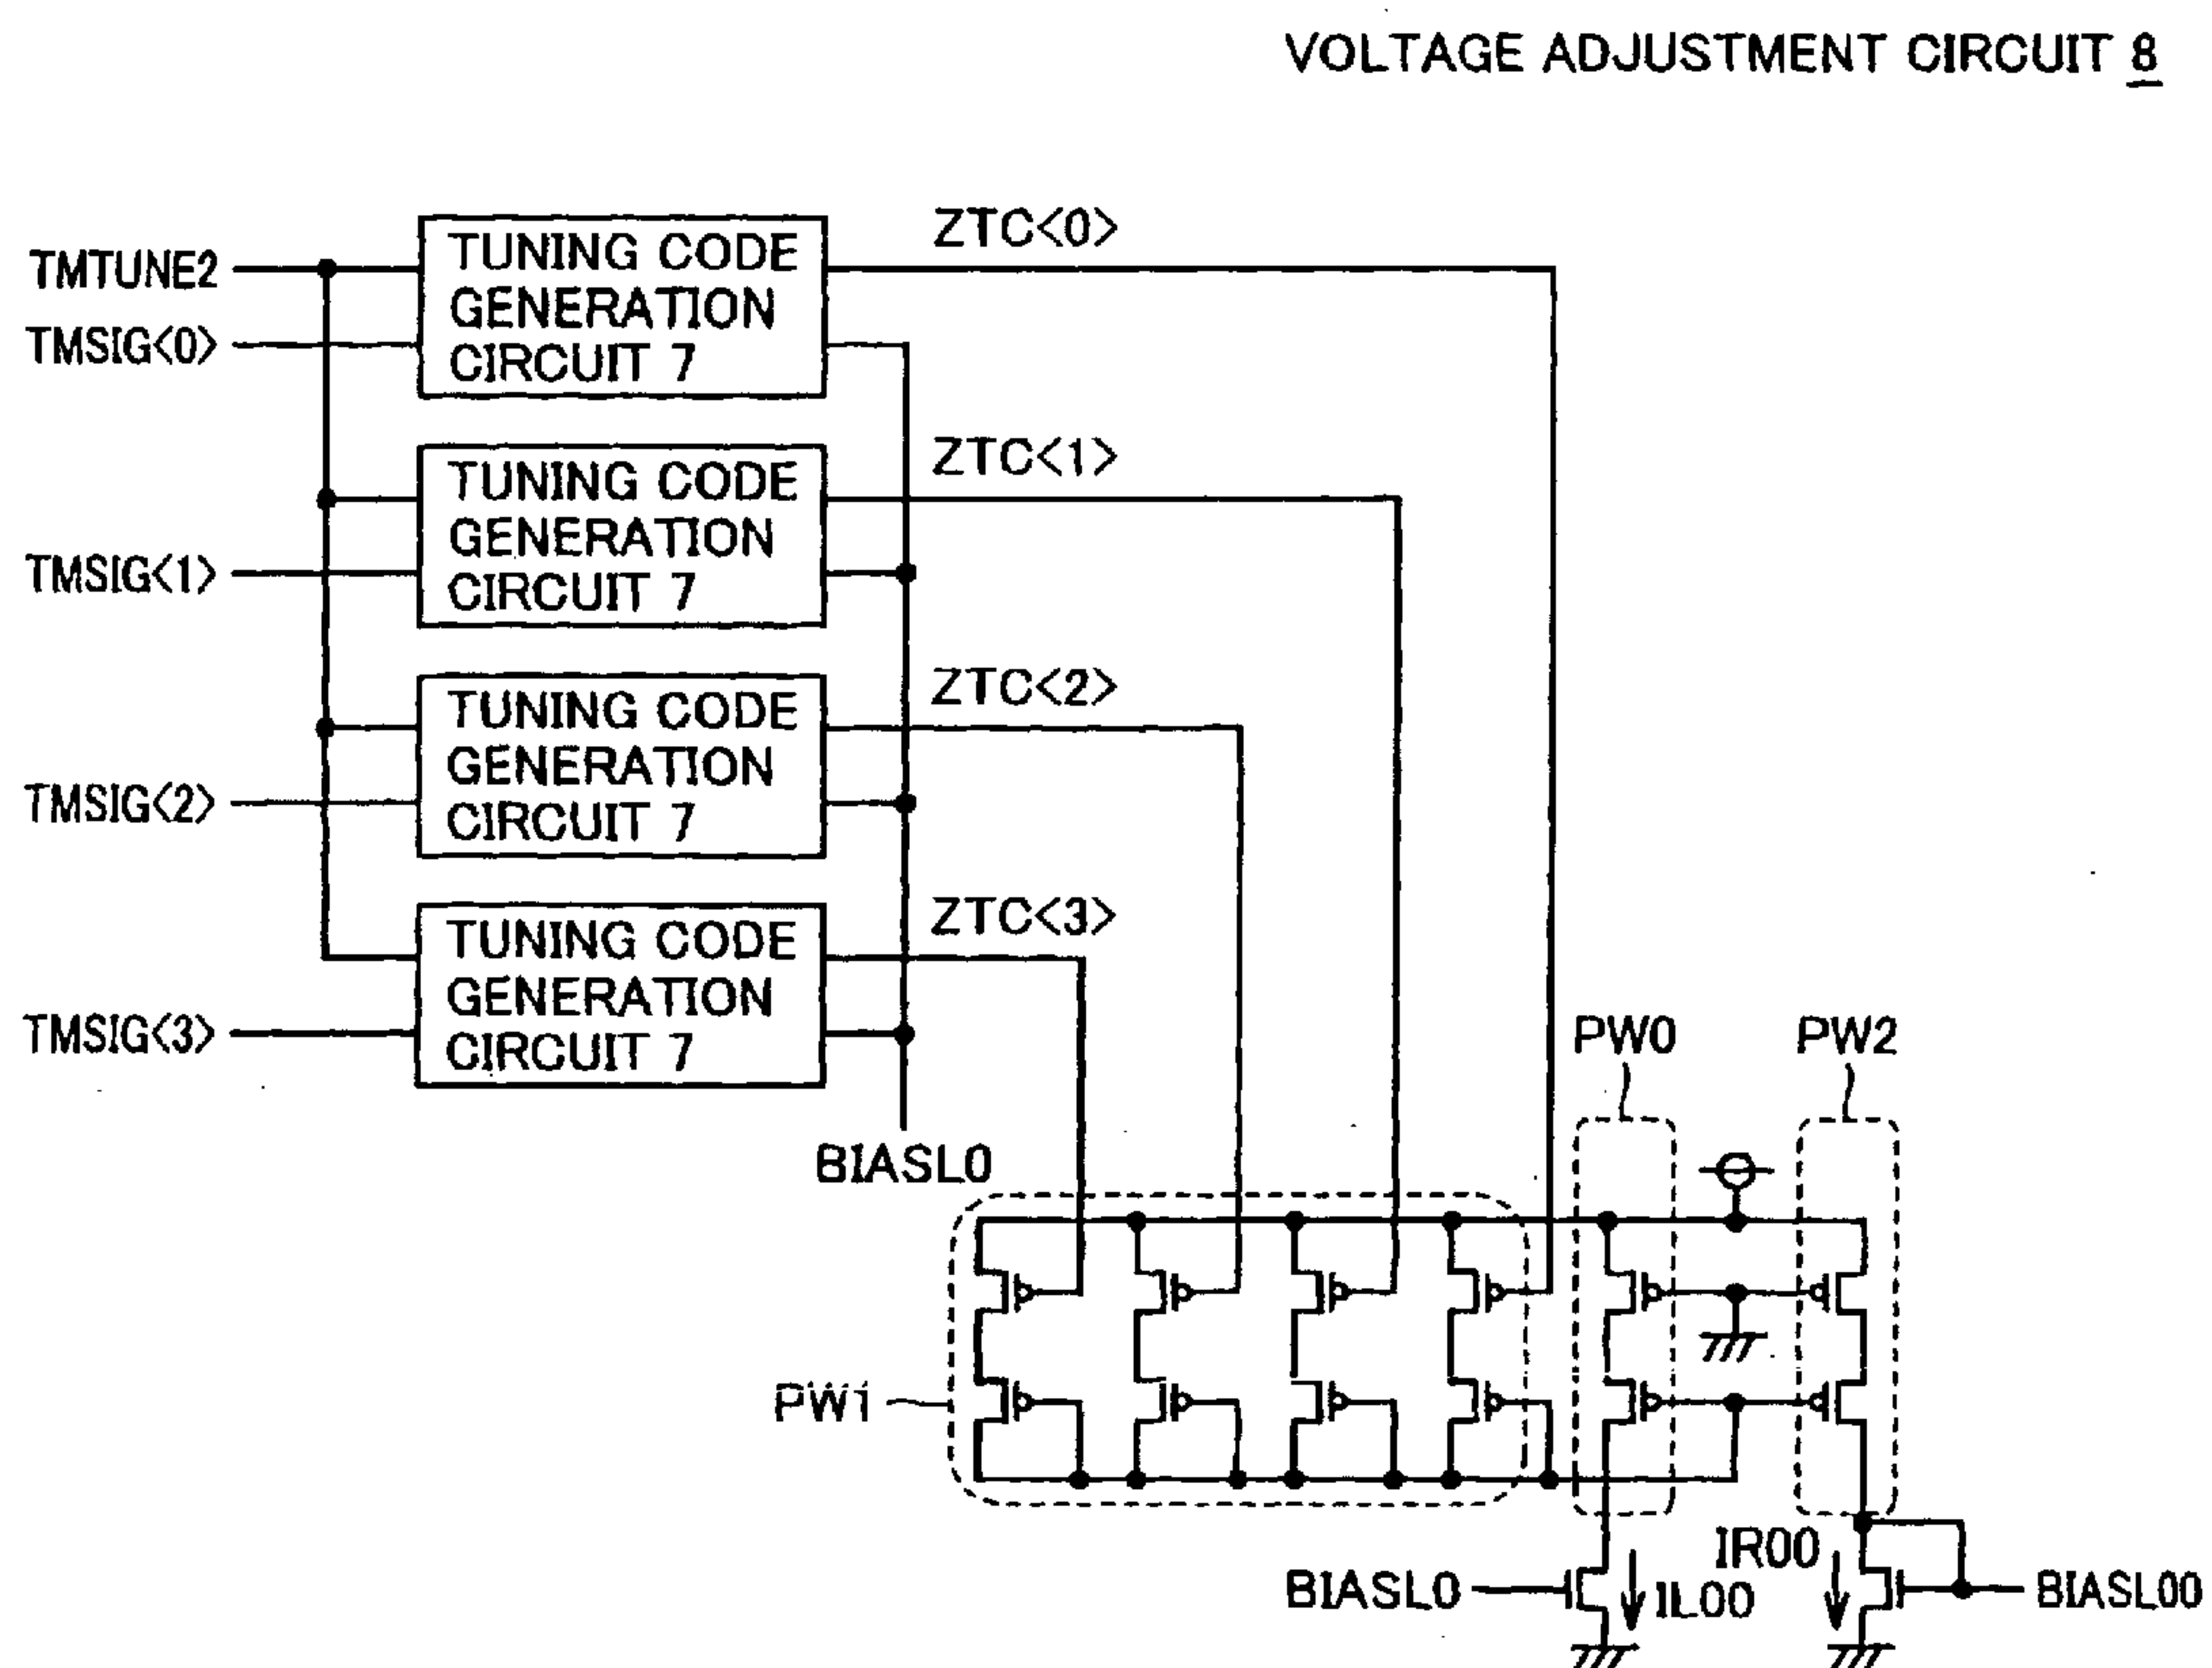 VOLTAGE ADJUSTMENT CIRCUIT 8
TMTUNE2
TMSIG<0>
TUNING CODE
GENERATION
CIRCUIT 7
ZTC<0>
TMSIG<1>
TUNING CODE
GENERATION
CIRCUIT 7
ZTC<1>
TMSIG<2>
TUNING CODE
GENERATION
CIRCUIT 7
ZTC<2>
TMSIG<3>
TUNING CODE
GENERATION
CIRCUIT 7
ZTC<3>
BIASL0
PW0
PW2
PW1
BIASL0
IL00
IR00
BIASL00